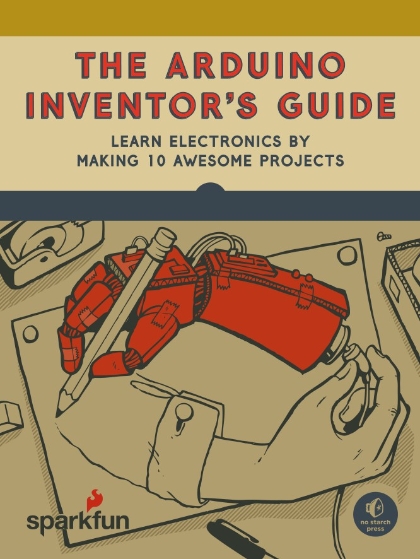 THE ARDUINO
INVENTOR'S GUIDE
LEARN ELECTRONICS BY
MAKING 10 AWESOME PROJECTS
sparkfun
no starch
press